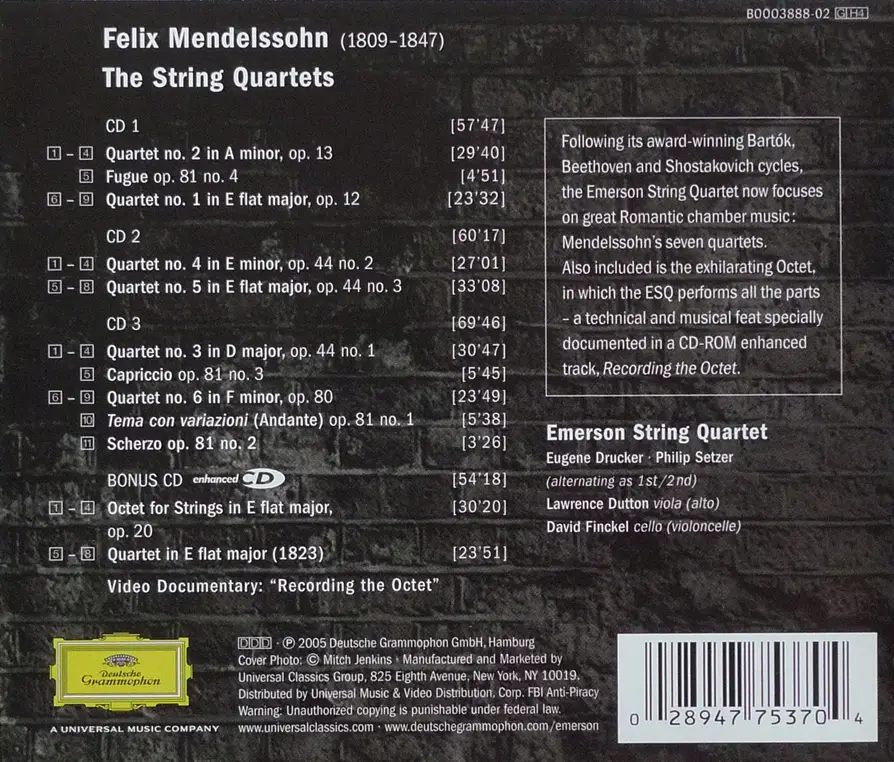 B0003888-02 GH4
Felix Mendelssohn (1809–1847)
The String Quartets
CD 1 [57'47]
1 – 4 Quartet no. 2 in A minor, op. 13 [29'40]
5 Fugue op. 81 no. 4 [4'51]
6 – 9 Quartet no. 1 in E flat major, op. 12 [23'32]
CD 2 [60'17]
1 – 4 Quartet no. 4 in E minor, op. 44 no. 2 [27'01]
5 – 8 Quartet no. 5 in E flat major, op. 44 no. 3 [33'08]
CD 3 [69'46]
1 – 4 Quartet no. 3 in D major, op. 44 no. 1 [30'47]
5 Capriccio op. 81 no. 3 [5'45]
6 – 9 Quartet no. 6 in F minor, op. 80 [23'49]
10 Tema con variazioni (Andante) op. 81 no. 1 [5'38]
11 Scherzo op. 81 no. 2 [3'26]
BONUS CD enhanced CD [54'18]
1 – 4 Octet for Strings in E flat major, [30'20]
op. 20
5 – 8 Quartet in E flat major (1823) [23'51]
Video Documentary: “Recording the Octet”
Following its award-winning Bartók,
Beethoven and Shostakovich cycles,
the Emerson String Quartet now focuses
on great Romantic chamber music:
Mendelssohn's seven quartets.
Also included is the exhilarating Octet,
in which the ESQ performs all the parts
– a technical and musical feat specially
documented in a CD-ROM enhanced
track, Recording the Octet.
Emerson String Quartet
Eugene Drucker · Philip Setzer
(alternating as 1st/2nd)
Lawrence Dutton viola (alto)
David Finckel cello (violoncelle)
Deutsche
Grammophon
A UNIVERSAL MUSIC COMPANY
DDD · ℗ 2005 Deutsche Grammophon GmbH, Hamburg
Cover Photo: © Mitch Jenkins · Manufactured and Marketed by
Universal Classics Group, 825 Eighth Avenue, New York, NY 10019.
Distributed by Universal Music & Video Distribution, Corp. FBI Anti-Piracy
Warning: Unauthorized copying is punishable under federal law.
www.universalclassics.com · www.deutschegrammophon.com/emerson
0 28947 75370 4